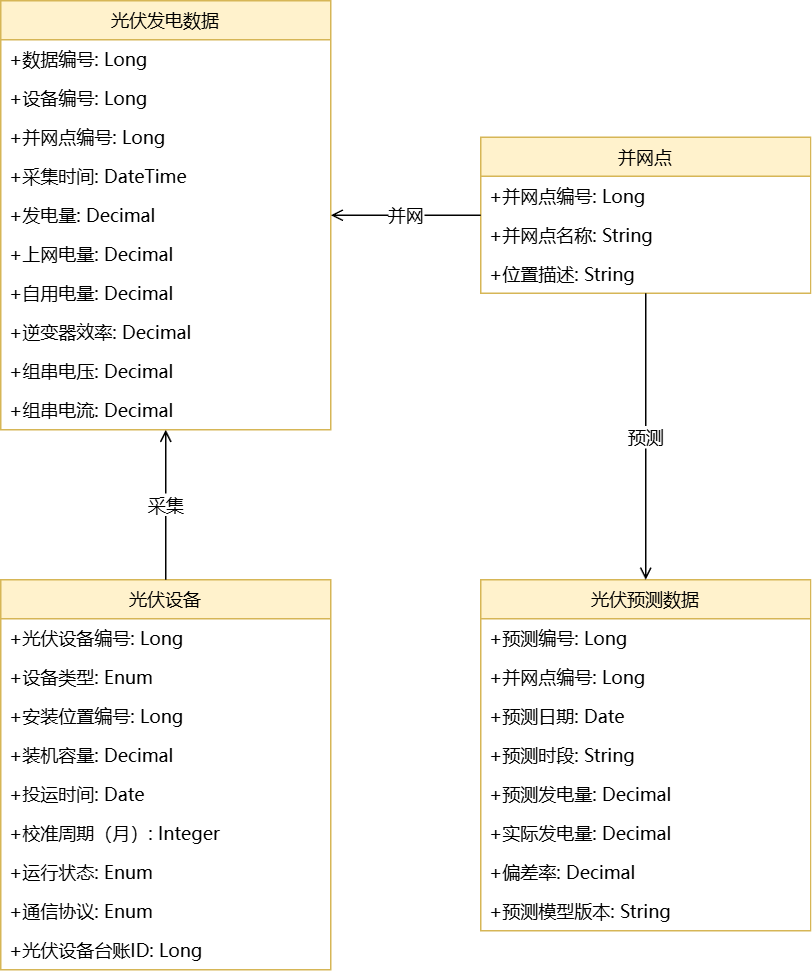 光伏发电数据
+数据编号: Long
+设备编号: Long
+并网点编号: Long
+采集时间: DateTime
+发电量: Decimal
+上网电量: Decimal
+自用电量: Decimal
+逆变器效率: Decimal
+组串电压: Decimal
+组串电流: Decimal
并网
并网点
+并网点编号: Long
+并网点名称: String
+位置描述: String
采集
预测
光伏设备
+光伏设备编号: Long
+设备类型: Enum
+安装位置编号: Long
+装机容量: Decimal
+投运时间: Date
+校准周期（月）: Integer
+运行状态: Enum
+通信协议: Enum
+光伏设备台账ID: Long
光伏预测数据
+预测编号: Long
+并网点编号: Long
+预测日期: Date
+预测时段: String
+预测发电量: Decimal
+实际发电量: Decimal
+偏差率: Decimal
+预测模型版本: String